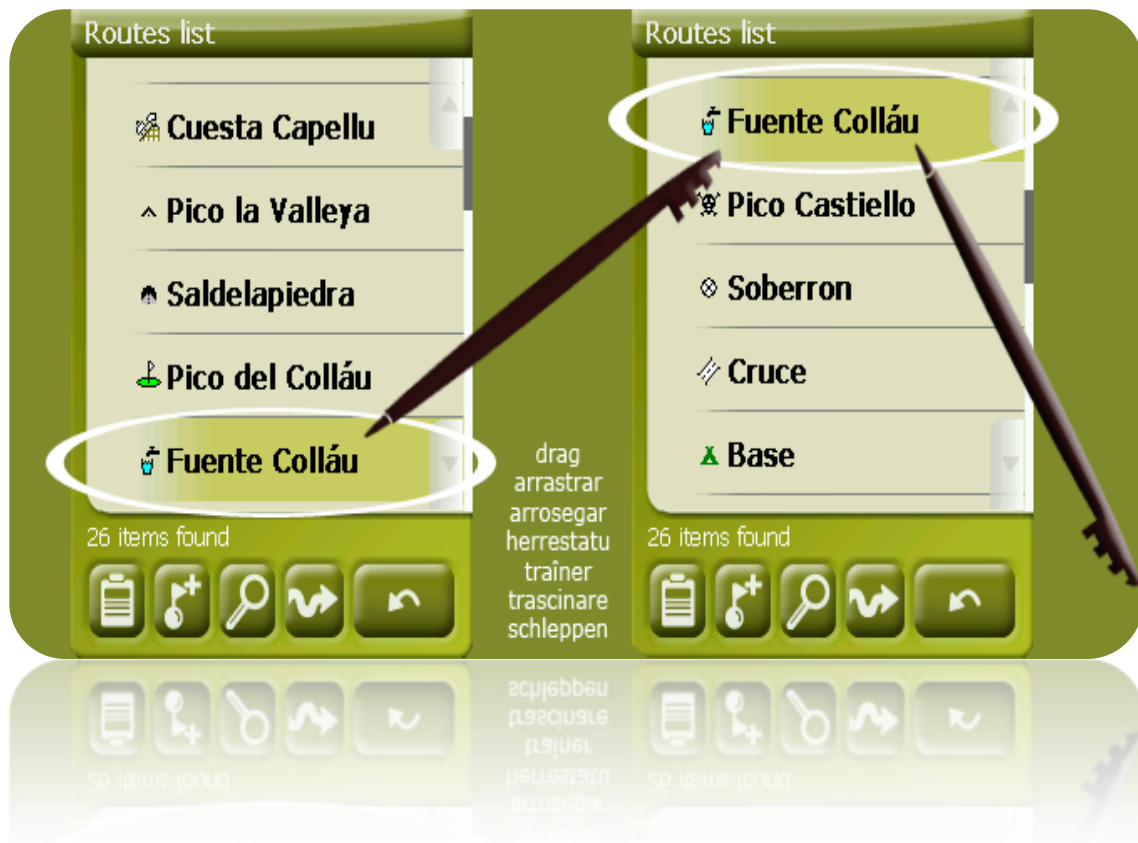 Routes list
Cuesta Capellu
Pico la Valleya
Saldelapiedra
Pico del Colláu
Fuente Colláu
26 items found
drag
arrastrar
arrosegar
herrestatu
traîner
trascinare
schleppen
Routes list
Fuente Colláu
Pico Castiello
Soberron
Cruce
Base
26 items found